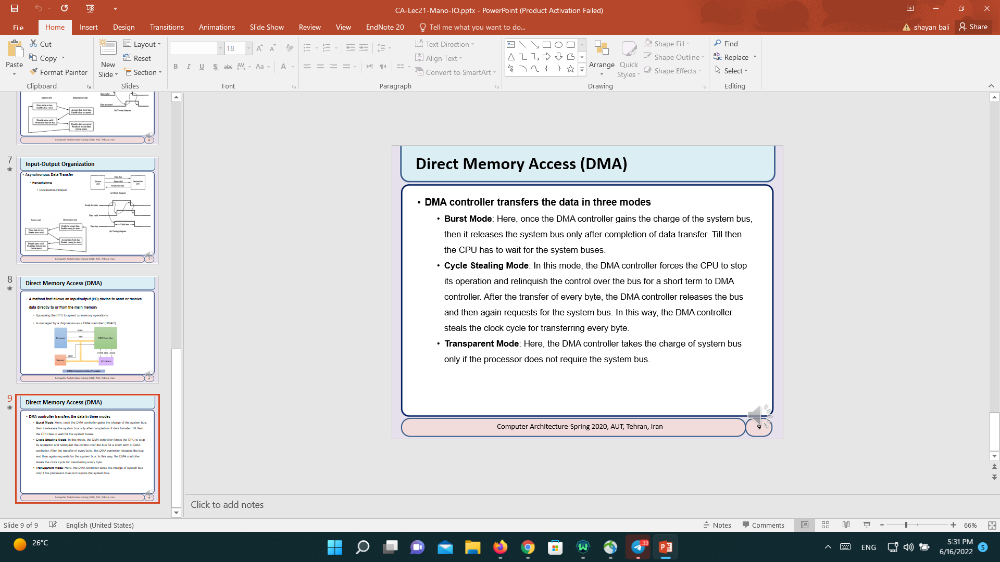 CA-Lec21-Mano-IO.pptx - PowerPoint (Product Activation Failed)
File Home Insert Design Transitions Animations Slide Show Review View EndNote 20 Tell me what you want to do... shayan bali Share
Paste
Cut
Copy
Format Painter
Clipboard
New Slide
Layout
Reset
Section
Slides
18
B I U S abc AV Aa A
Font
Text Direction
Align Text
Convert to SmartArt
Paragraph
Arrange
Quick Styles
Shape Fill
Shape Outline
Shape Effects
Drawing
Find
Replace
Select
Editing
Source unit Destination unit
Place data on bus.
Enable data valid.
Accept data from bus.
Enable data accepted.
Disable data valid.
Invalidate data on bus.
Disable data accepted.
Ready to accept data
(initial state).
Data valid
Data accepted
(b) Timing diagram
Computer Architecture-Spring 2020, AUT, Tehran, Iran
7
Input-Output Organization
• Asynchronous Data Transfer
• Handshaking
• Destination-initiated
Source unit
Data bus
Data valid
Ready for data
Destination unit
(a) Block diagram
Ready for data
Data valid
Data bus
Valid data
(b) Timing diagram
Source unit Destination unit
Ready to accept data.
Enable ready for data.
Place data on bus.
Enable data valid.
Accept data from bus.
Disable ready for data.
Disable data valid.
Invalidate data on bus
(initial state).
Computer Architecture-Spring 2020, AUT, Tehran, Iran 7
8
Direct Memory Access (DMA)
• A method that allows an input/output (I/O) device to send or receive
data directly to or from the main memory
• Bypassing the CPU to speed up memory operations
• Is managed by a chip known as a DMA controller (DMAC)
Processor
DMA Controller
Memory
I/O Device
DMA Controller Data Transfer
Computer Architecture-Spring 2020, AUT, Tehran, Iran 8
9
Direct Memory Access (DMA)
• DMA controller transfers the data in three modes
• Burst Mode: Here, once the DMA controller gains the charge of the system bus,
then it releases the system bus only after completion of data transfer. Till then
the CPU has to wait for the system buses.
• Cycle Stealing Mode: In this mode, the DMA controller forces the CPU to stop
its operation and relinquish the control over the bus for a short term to DMA
controller. After the transfer of every byte, the DMA controller releases the bus
and then again requests for the system bus. In this way, the DMA controller
steals the clock cycle for transferring every byte.
• Transparent Mode: Here, the DMA controller takes the charge of system bus
only if the processor does not require the system bus.
Computer Architecture-Spring 2020, AUT, Tehran, Iran
Direct Memory Access (DMA)
• DMA controller transfers the data in three modes
• Burst Mode: Here, once the DMA controller gains the charge of the system bus,
then it releases the system bus only after completion of data transfer. Till then
the CPU has to wait for the system buses.
• Cycle Stealing Mode: In this mode, the DMA controller forces the CPU to stop
its operation and relinquish the control over the bus for a short term to DMA
controller. After the transfer of every byte, the DMA controller releases the bus
and then again requests for the system bus. In this way, the DMA controller
steals the clock cycle for transferring every byte.
• Transparent Mode: Here, the DMA controller takes the charge of system bus
only if the processor does not require the system bus.
Computer Architecture-Spring 2020, AUT, Tehran, Iran 9
Click to add notes
Slide 9 of 9 English (United States) Notes Comments 66%
26°C
33
ENG
5:31 PM
6/16/2022
5